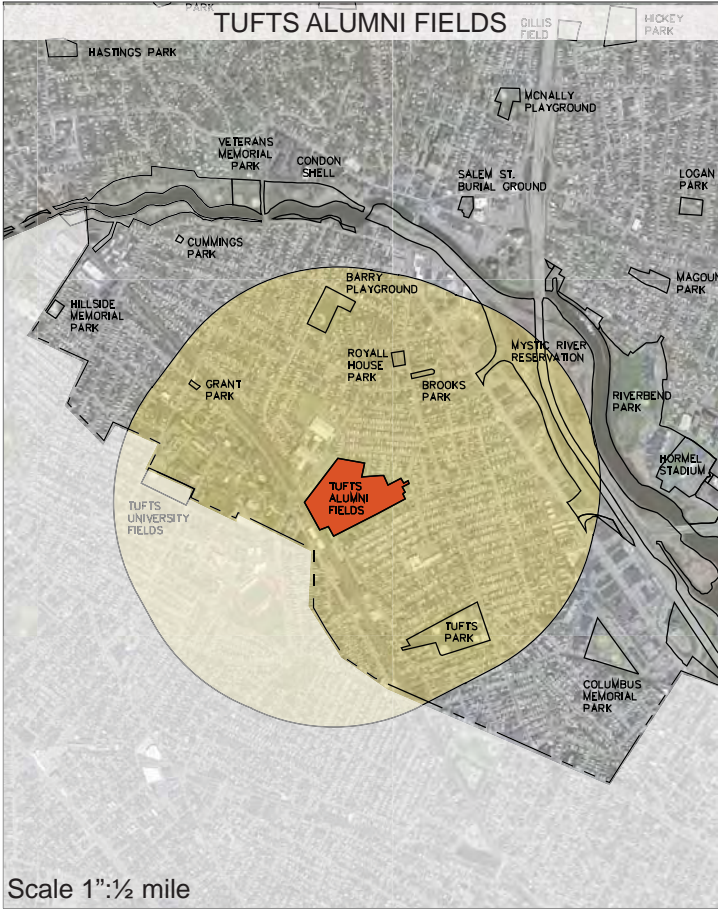 PARK
TUFTS ALUMNI FIELDS
GILLIS
FIELD
HICKEY
PARK
HASTINGS PARK
MCNALLY
PLAYGROUND
VETERANS
MEMORIAL
PARK
CONDON
SHELL
SALEM ST.
BURIAL GROUND
LOGAN
PARK
CUMMINGS
PARK
BARRY
PLAYGROUND
MAGOUN
PARK
HILLSIDE
MEMORIAL
PARK
ROYALL
HOUSE
PARK
MYSTIC RIVER
RESERVATION
GRANT
PARK
BROOKS
PARK
RIVERBEND
PARK
HORMEL
STADIUM
TUFTS
ALUMNI
FIELDS
TUFTS
UNIVERSITY
FIELDS
TUFTS
PARK
COLUMBUS
MEMORIAL
PARK
Scale 1":½ mile